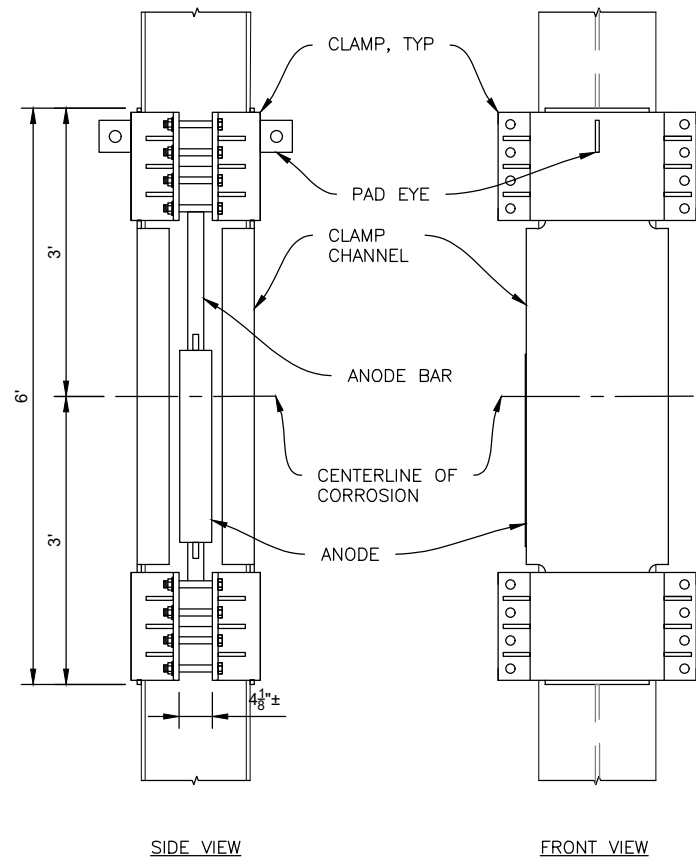 CLAMP, TYP
PAD EYE
CLAMP
CHANNEL
3'
ANODE BAR
6'
CENTERLINE OF
CORROSION
3'
ANODE
4 1/8"±
SIDE VIEW
FRONT VIEW